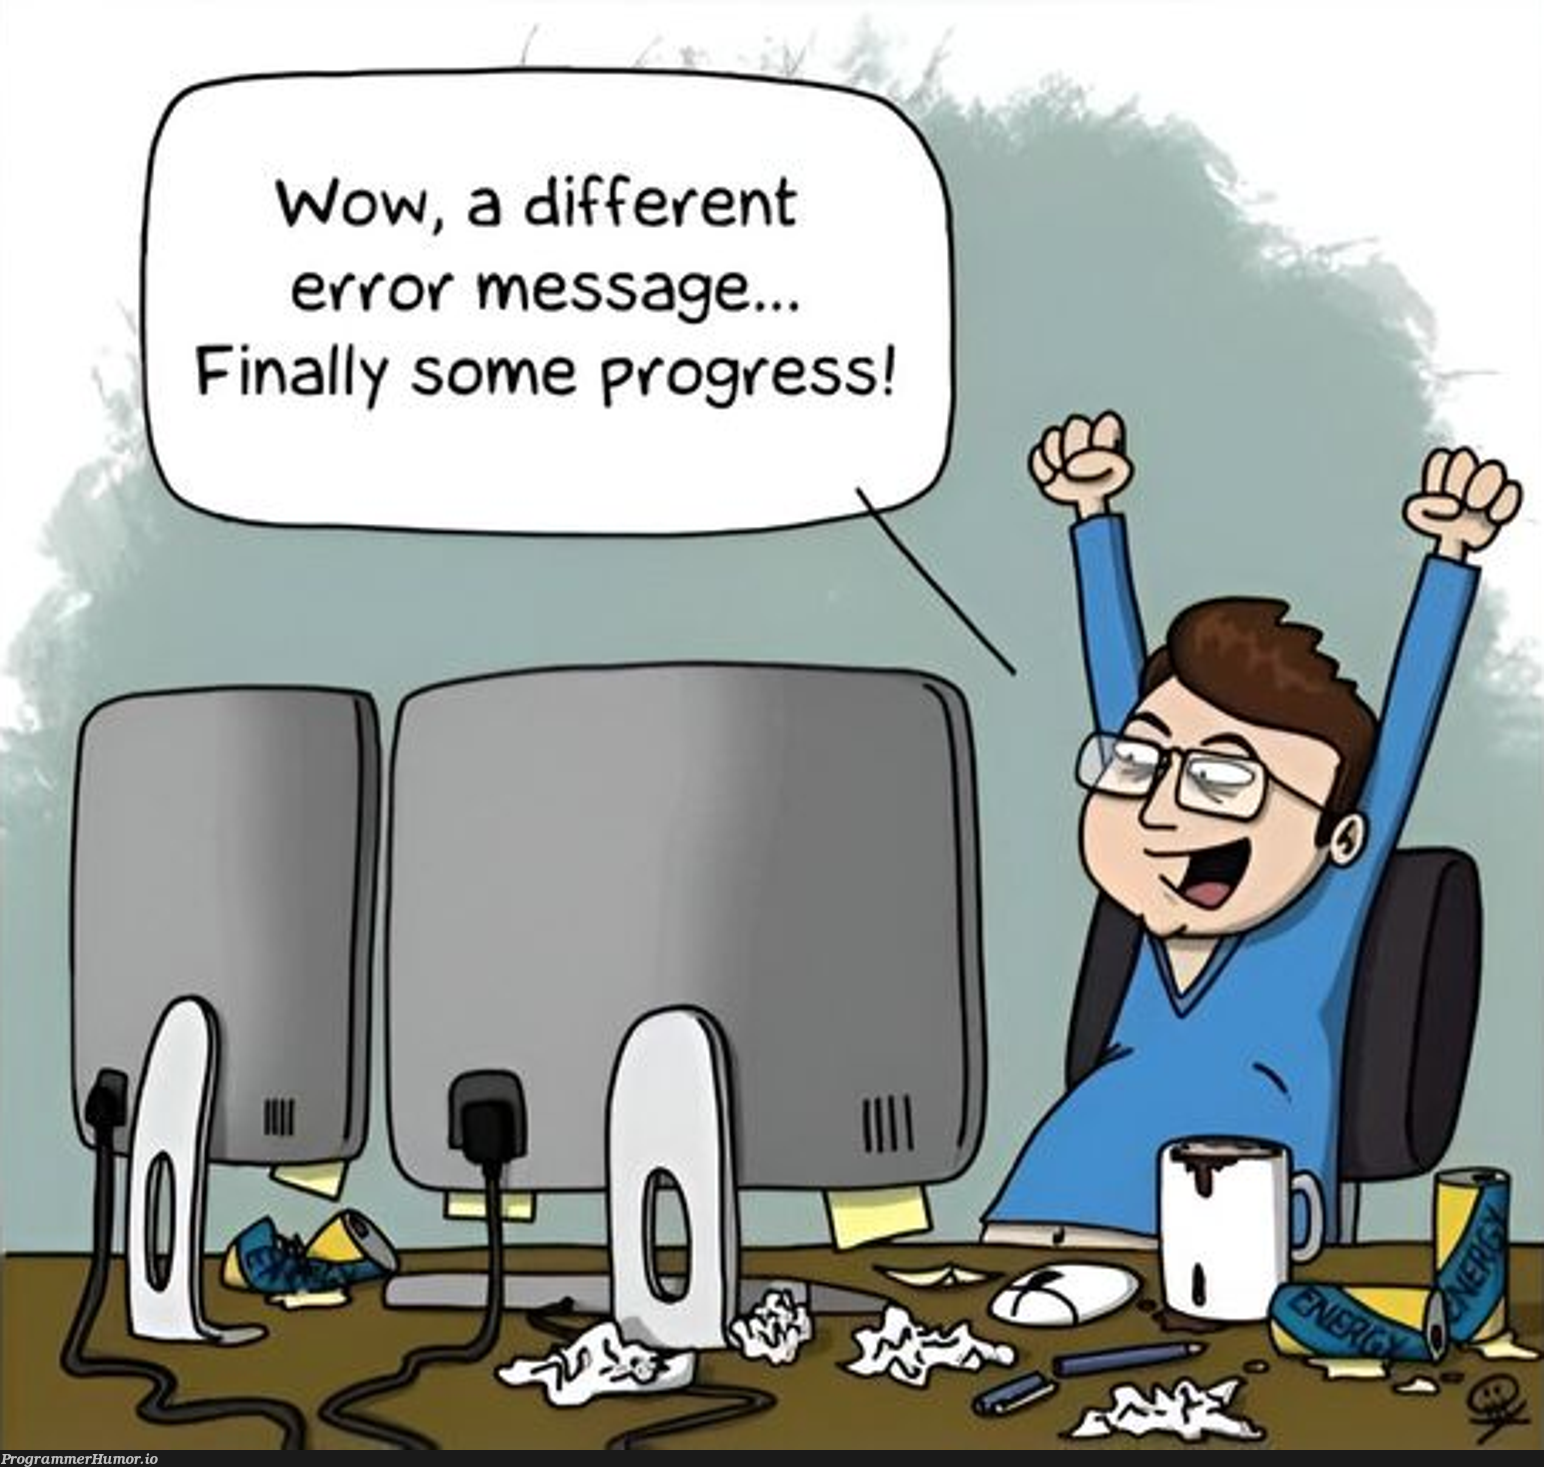 Wow, a different
error message...
Finally some progress!
ENERGY
ENERGY
ENERGY
ProgrammerHumor.io